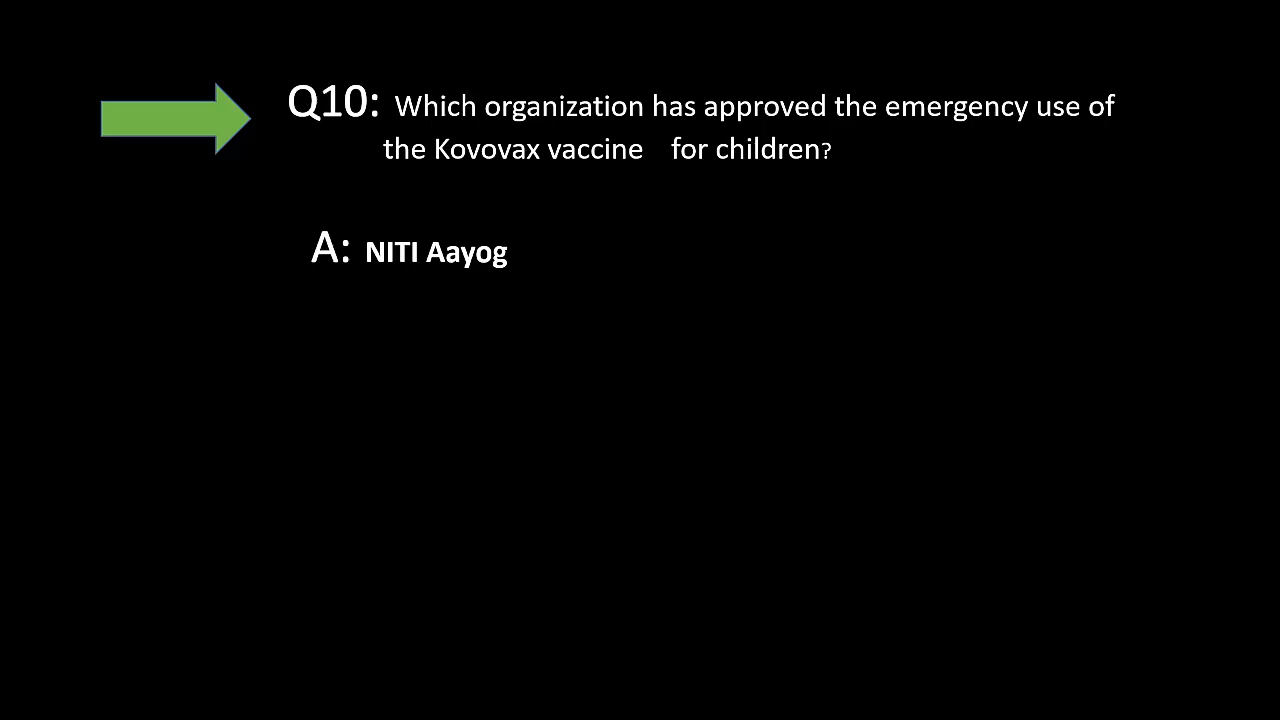 Q10: Which organization has approved the emergency use of
the Kovovax vaccine for children?
A: NITI Aayog